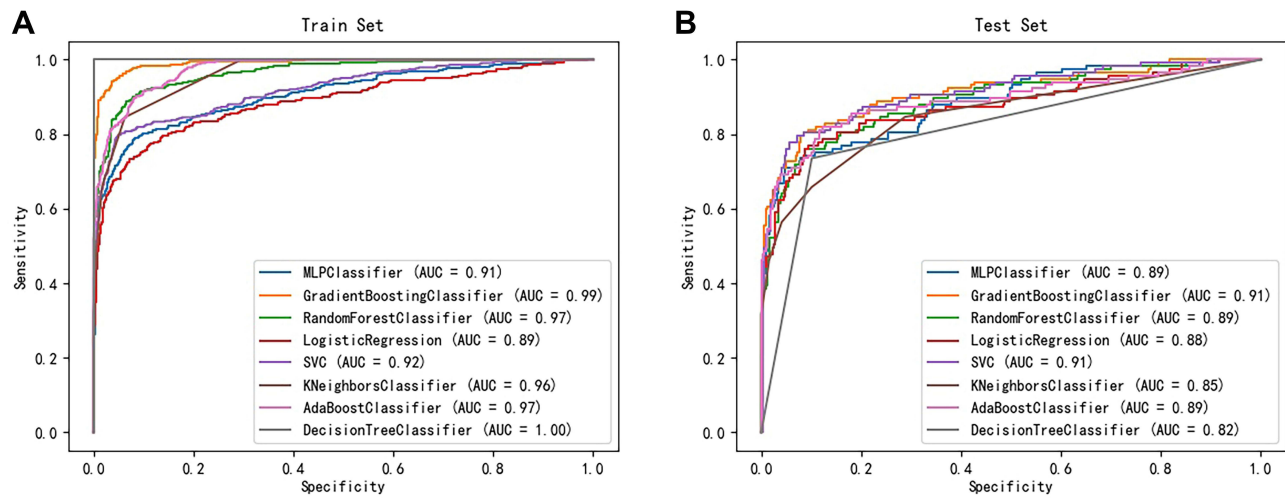 A
Train Set
1.0
0.8
0.6
0.4
0.2
0.0
Sensitivity
MLPClassifier (AUC = 0.91)
GradientBoostingClassifier (AUC = 0.99)
RandomForestClassifier (AUC = 0.97)
LogisticRegression (AUC = 0.89)
SVC (AUC = 0.92)
KNeighborsClassifier (AUC = 0.96)
AdaBoostClassifier (AUC = 0.97)
DecisionTreeClassifier (AUC = 1.00)
0.0 0.2 0.4 0.6 0.8 1.0
Specificity
B
Test Set
1.0
0.8
0.6
0.4
0.2
0.0
Sensitivity
MLPClassifier (AUC = 0.89)
GradientBoostingClassifier (AUC = 0.91)
RandomForestClassifier (AUC = 0.89)
LogisticRegression (AUC = 0.88)
SVC (AUC = 0.91)
KNeighborsClassifier (AUC = 0.85)
AdaBoostClassifier (AUC = 0.89)
DecisionTreeClassifier (AUC = 0.82)
0.0 0.2 0.4 0.6 0.8 1.0
Specificity